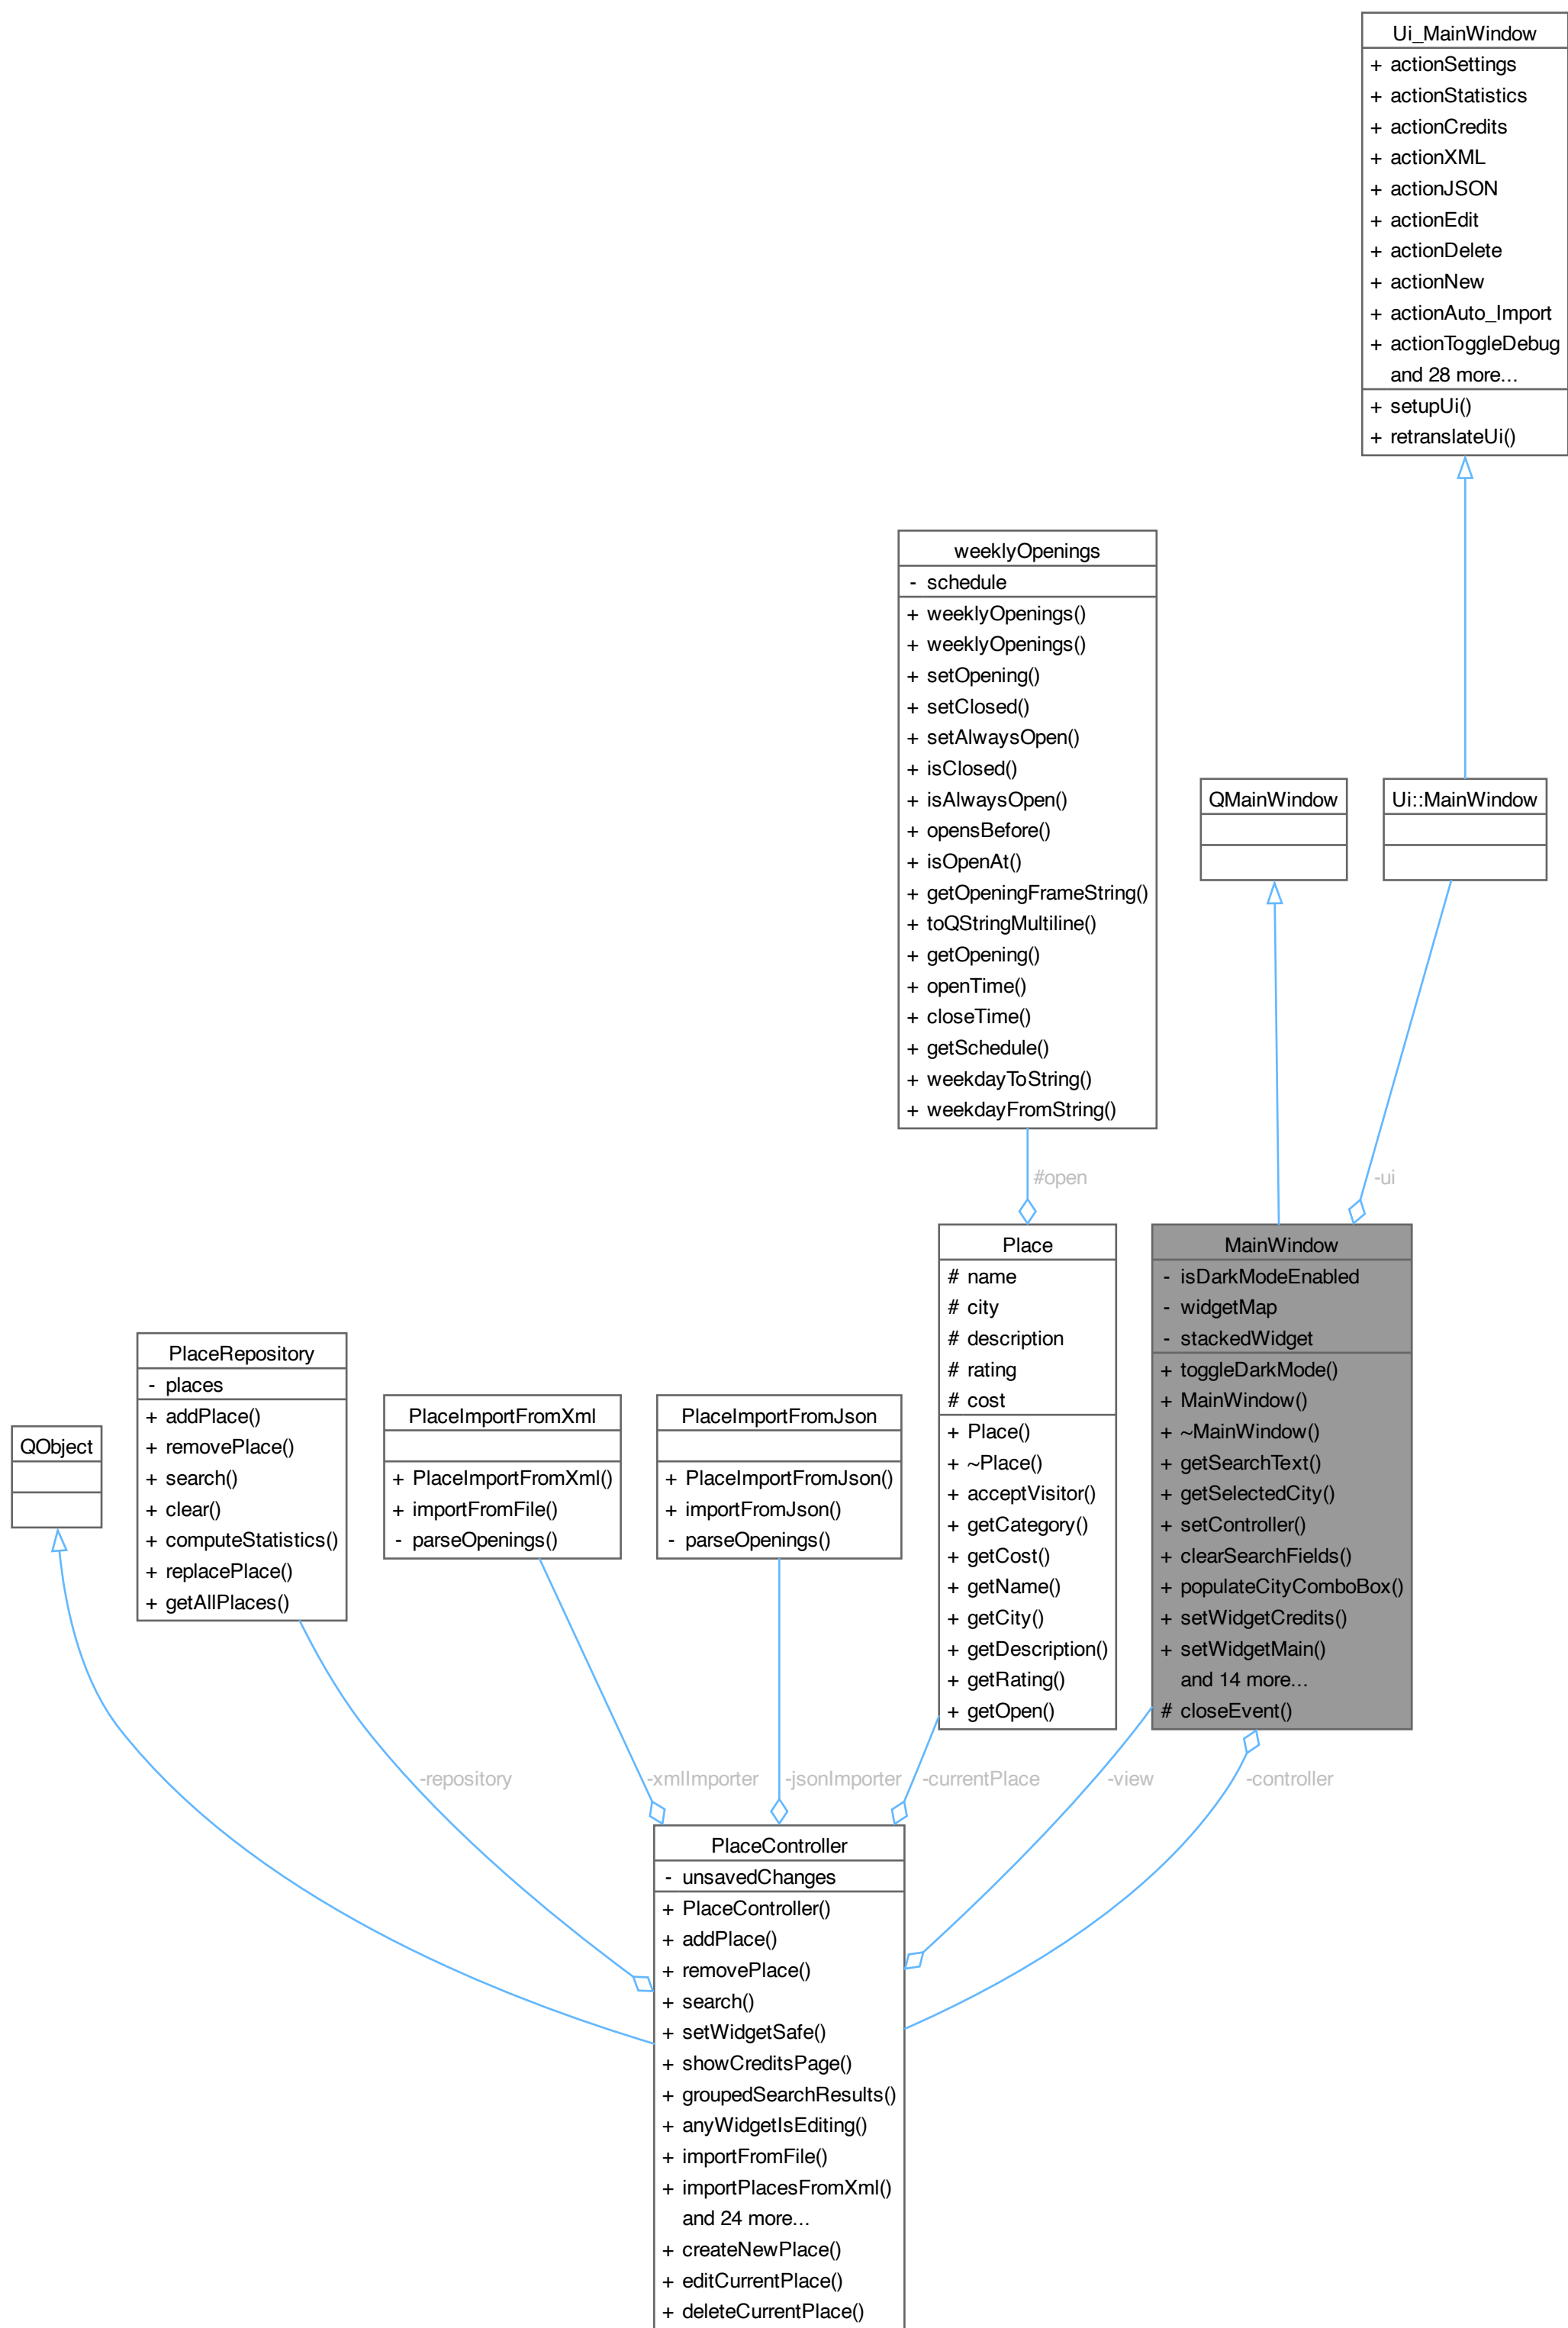 Ui_MainWindow
+ actionSettings
+ actionStatistics
+ actionCredits
+ actionXML
+ actionJSON
+ actionEdit
+ actionDelete
+ actionNew
+ actionAuto_Import
+ actionToggleDebug
and 28 more...
+ setupUi()
+ retranslateUi()
weeklyOpenings
- schedule
+ weeklyOpenings()
+ weeklyOpenings()
+ setOpening()
+ setClosed()
+ setAlwaysOpen()
+ isClosed()
+ isAlwaysOpen()
+ opensBefore()
+ isOpenAt()
+ getOpeningFrameString()
+ toQStringMultiline()
+ getOpening()
+ openTime()
+ closeTime()
+ getSchedule()
+ weekdayToString()
+ weekdayFromString()
QMainWindow
Ui::MainWindow
#open
-ui
Place
# name
# city
# description
# rating
# cost
+ Place()
+ ~Place()
+ acceptVisitor()
+ getCategory()
+ getCost()
+ getName()
+ getCity()
+ getDescription()
+ getRating()
+ getOpen()
MainWindow
- isDarkModeEnabled
- widgetMap
- stackedWidget
+ toggleDarkMode()
+ MainWindow()
+ ~MainWindow()
+ getSearchText()
+ getSelectedCity()
+ setController()
+ clearSearchFields()
+ populateCityComboBox()
+ setWidgetCredits()
+ setWidgetMain()
and 14 more...
# closeEvent()
QObject
PlaceRepository
- places
+ addPlace()
+ removePlace()
+ search()
+ clear()
+ computeStatistics()
+ replacePlace()
+ getAllPlaces()
PlaceImportFromXml
+ PlaceImportFromXml()
+ importFromFile()
- parseOpenings()
PlaceImportFromJson
+ PlaceImportFromJson()
+ importFromJson()
- parseOpenings()
-repository
-xmlImporter
-jsonImporter
-currentPlace
-view
-controller
PlaceController
- unsavedChanges
+ PlaceController()
+ addPlace()
+ removePlace()
+ search()
+ setWidgetSafe()
+ showCreditsPage()
+ groupedSearchResults()
+ anyWidgetIsEditing()
+ importFromFile()
+ importPlacesFromXml()
and 24 more...
+ createNewPlace()
+ editCurrentPlace()
+ deleteCurrentPlace()